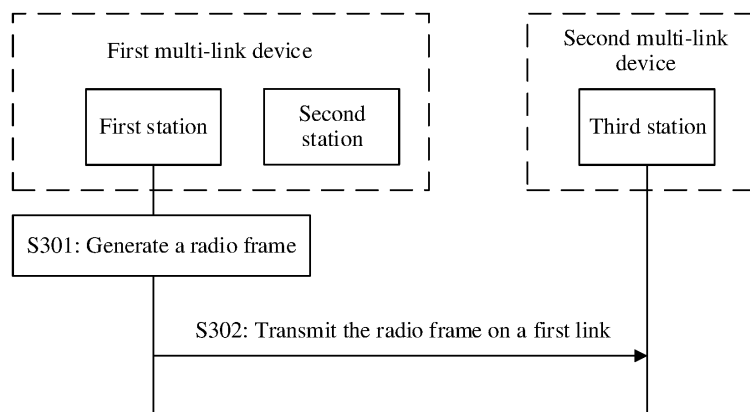 First multi-link device
Second multi-link
device
First station
Second
station
Third station
S301: Generate a radio frame
S302: Transmit the radio frame on a first link